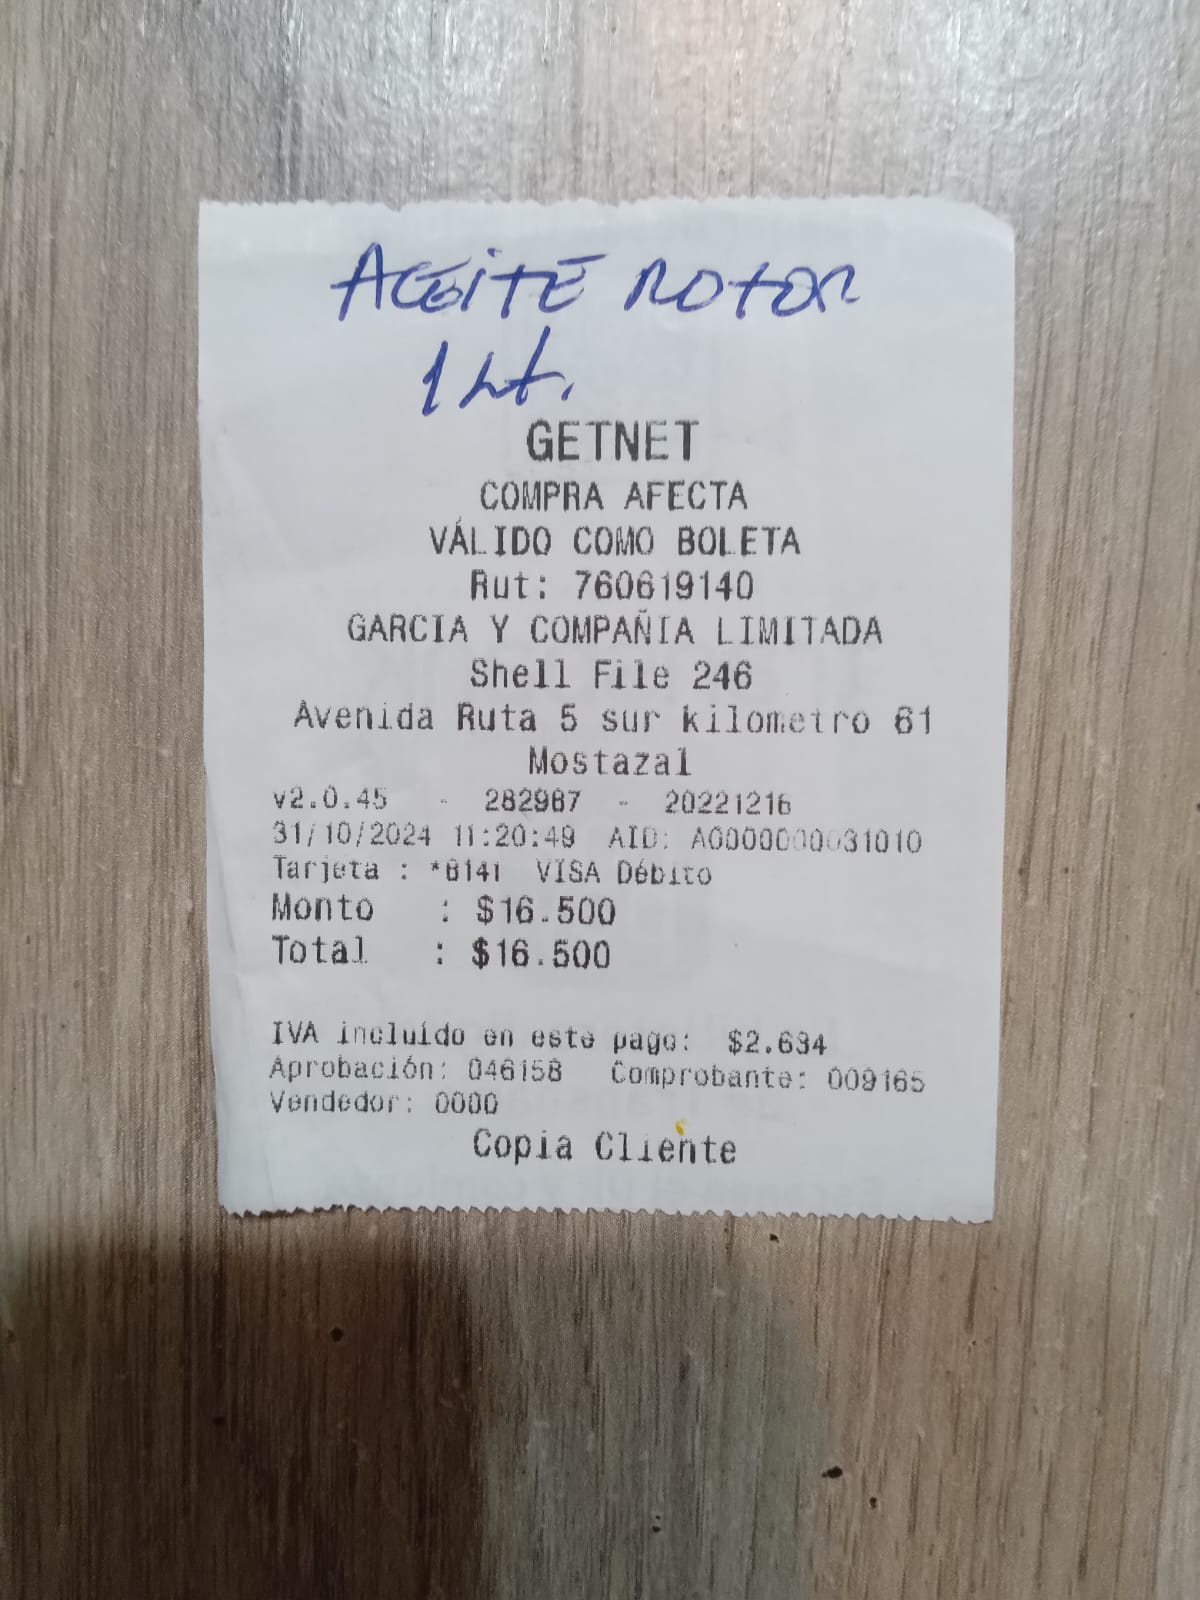 ACEITE ROTOR
1 Lt.
GETNET
COMPRA AFECTA
VÁLIDO COMO BOLETA
Rut: 760619140
GARCIA Y COMPAÑIA LIMITADA
Shell File 246
Avenida Ruta 5 sur kilometro 61
Mostazal
v2.0.45 - 282987 - 20221216
31/10/2024 11:20:49 AID: A0000000031010
Tarjeta : *6141 VISA Débito
Monto : $16.500
Total : $16.500
IVA incluído en este pago: $2.634
Aprobación: 046158 Comprobante: 009165
Vendedor: 0000
Copia Cliente